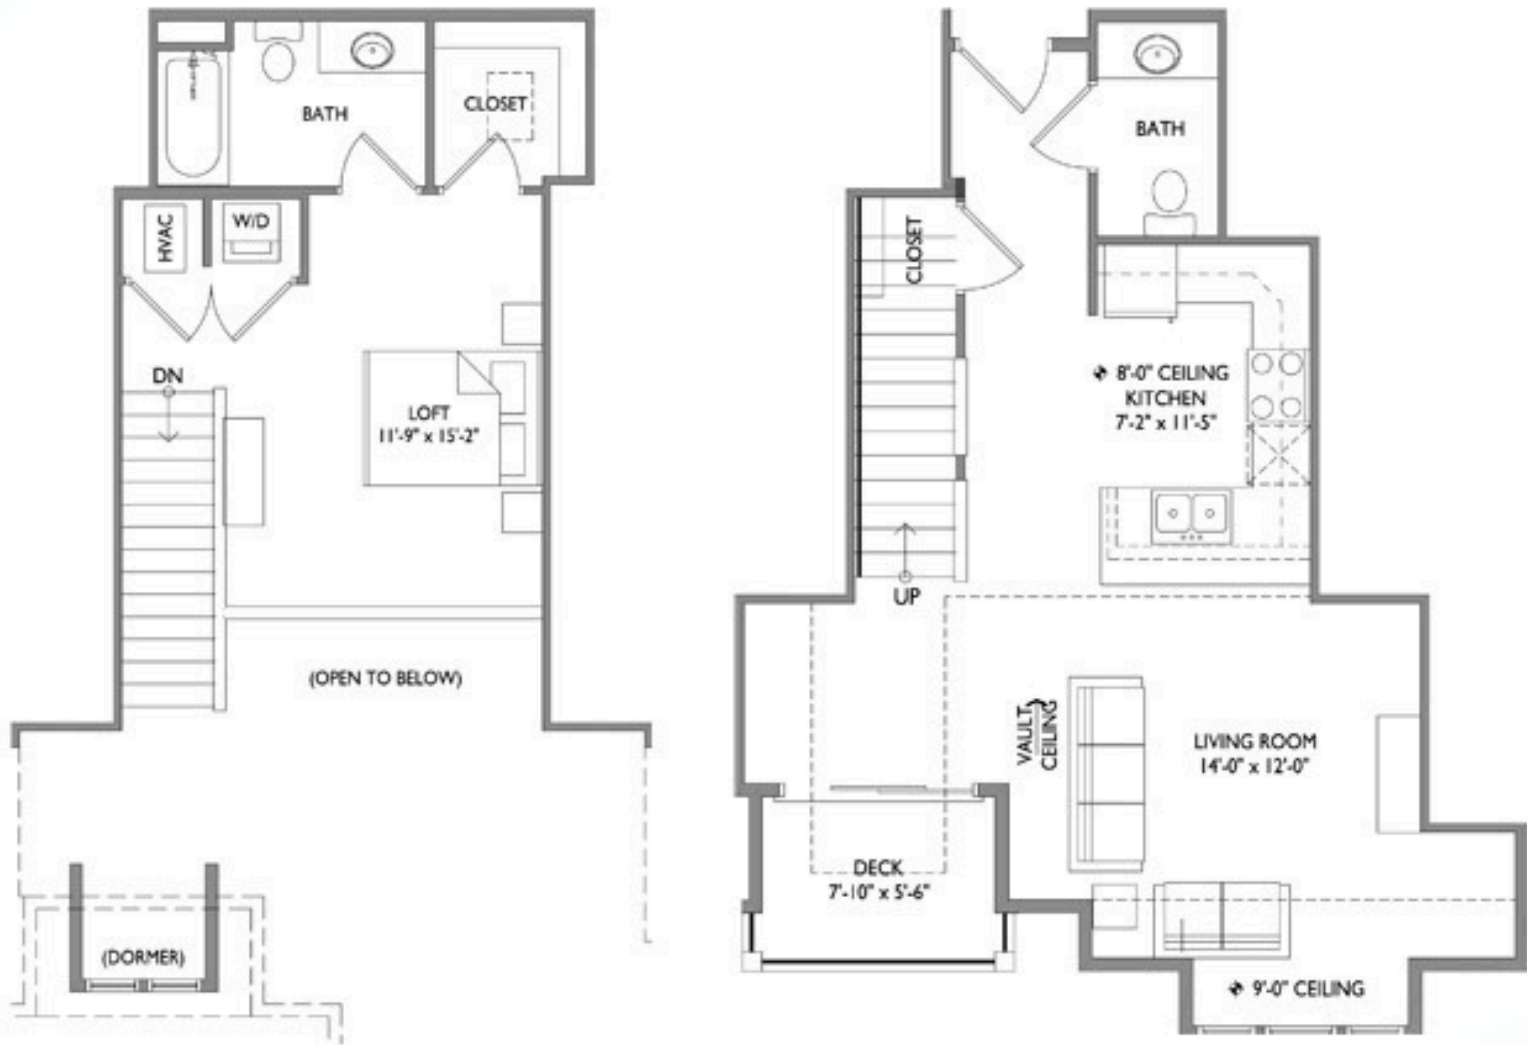 BATH
CLOSET
HVAC
W/D
DN
LOFT
11'-9" x 15'-2"
(OPEN TO BELOW)
(DORMER)
BATH
CLOSET
8'-0" CEILING
KITCHEN
7'-2" x 11'-5"
UP
VAULT
CEILING
LIVING ROOM
14'-0" x 12'-0"
DECK
7'-10" x 5'-6"
9'-0" CEILING